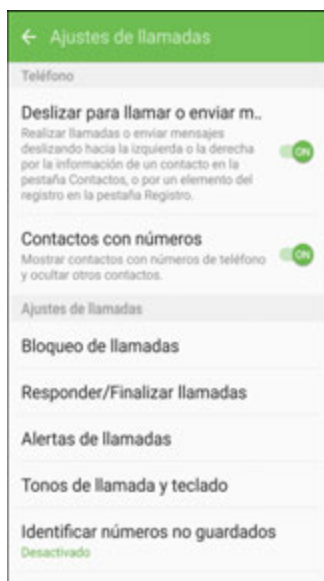 Ajustes de llamadas
Teléfono
Deslizar para llamar o enviar m..
Realizar llamadas o enviar mensajes
deslizando hacia la izquierda o la derecha
por la información de un contacto en la
pestaña Contactos, o por un elemento del
registro en la pestaña Registro.
ON
Contactos con números
Mostrar contactos con números de teléfono
y ocultar otros contactos.
ON
Ajustes de llamadas
Bloqueo de llamadas
Responder/Finalizar llamadas
Alertas de llamadas
Tonos de llamada y teclado
Identificar números no guardados
Desactivado